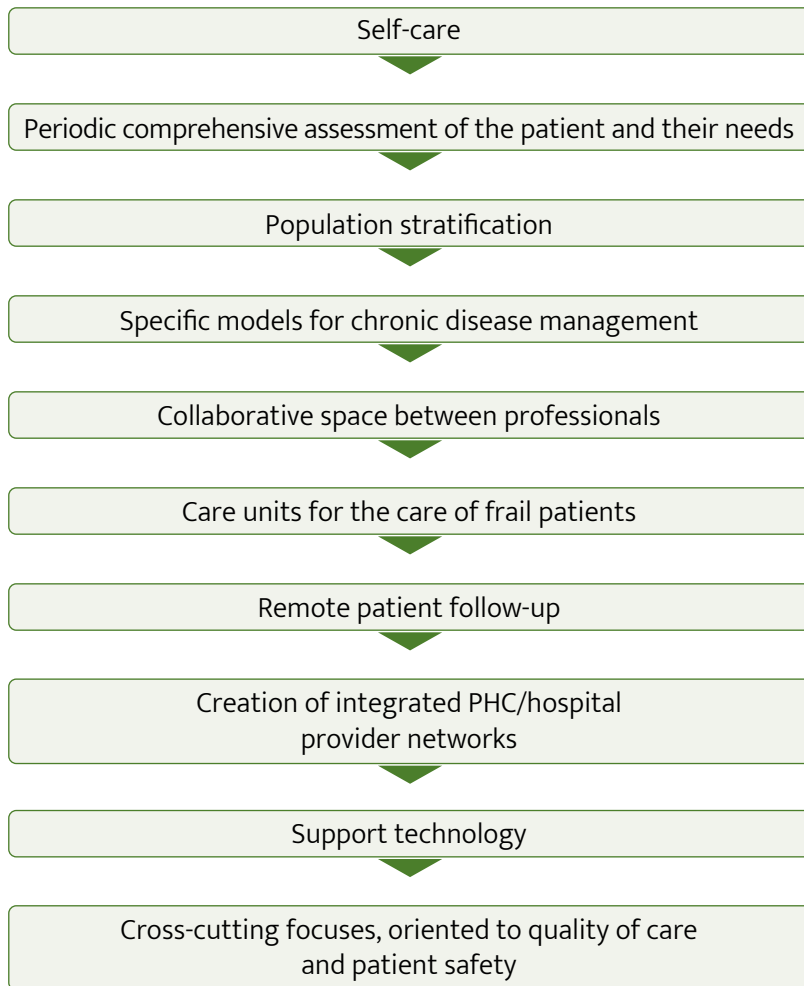 Self-care
Periodic comprehensive assessment of the patient and their needs
Population stratification
Specific models for chronic disease management
Collaborative space between professionals
Care units for the care of frail patients
Remote patient follow-up
Creation of integrated PHC/hospital
provider networks
Support technology
Cross-cutting focuses, oriented to quality of care
and patient safety